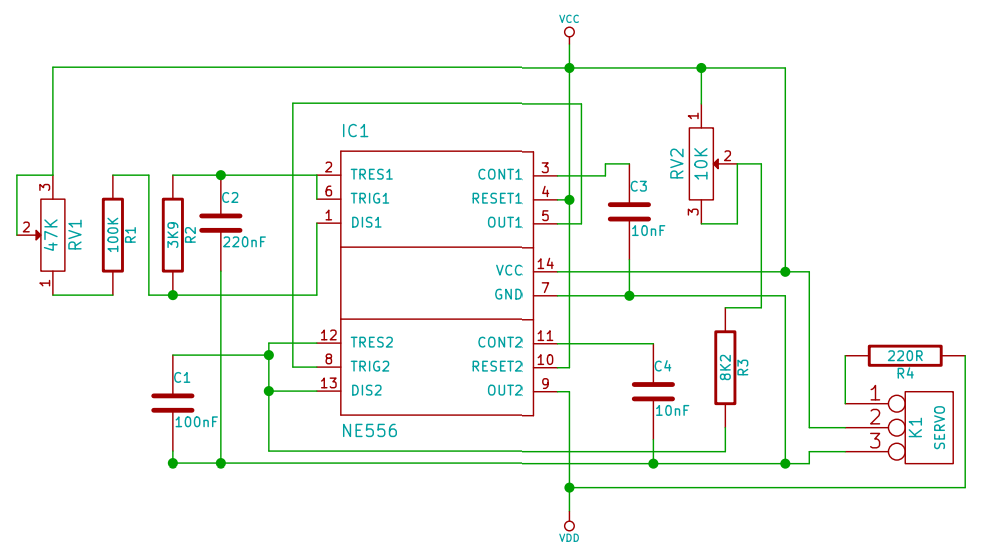 VCC
IC1
2 TRES1 CONT1 3
6 TRIG1 RESET1 4
1 DIS1 OUT1 5
VCC 14
GND 7
12 TRES2 CONT2 11
8 TRIG2 RESET2 10
13 DIS2 OUT2 9
NE556
3
2
1
47K
RV1
100K
R1
3K9
R2
C2
220nF
C1
100nF
C3
10nF
C4
10nF
1
2
3
RV2
10K
8K2
R3
220R
R4
1
2
3
K1
SERVO
VDD